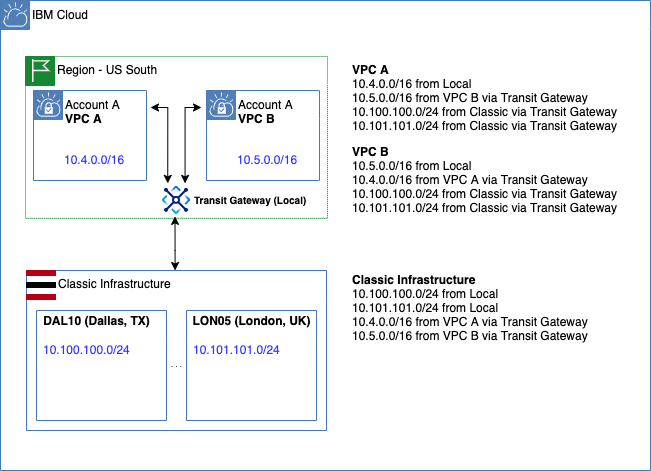 IBM Cloud
Region - US South
Account A
VPC A
10.4.0.0/16
Account A
VPC B
10.5.0.0/16
Transit Gateway (Local)
Classic Infrastructure
DAL10 (Dallas, TX)
10.100.100.0/24
...
LON05 (London, UK)
10.101.101.0/24
VPC A
10.4.0.0/16 from Local
10.5.0.0/16 from VPC B via Transit Gateway
10.100.100.0/24 from Classic via Transit Gateway
10.101.101.0/24 from Classic via Transit Gateway
VPC B
10.5.0.0/16 from Local
10.4.0.0/16 from VPC A via Transit Gateway
10.100.100.0/24 from Classic via Transit Gateway
10.101.101.0/24 from Classic via Transit Gateway
Classic Infrastructure
10.100.100.0/24 from Local
10.101.101.0/24 from Local
10.4.0.0/16 from VPC A via Transit Gateway
10.5.0.0/16 from VPC B via Transit Gateway